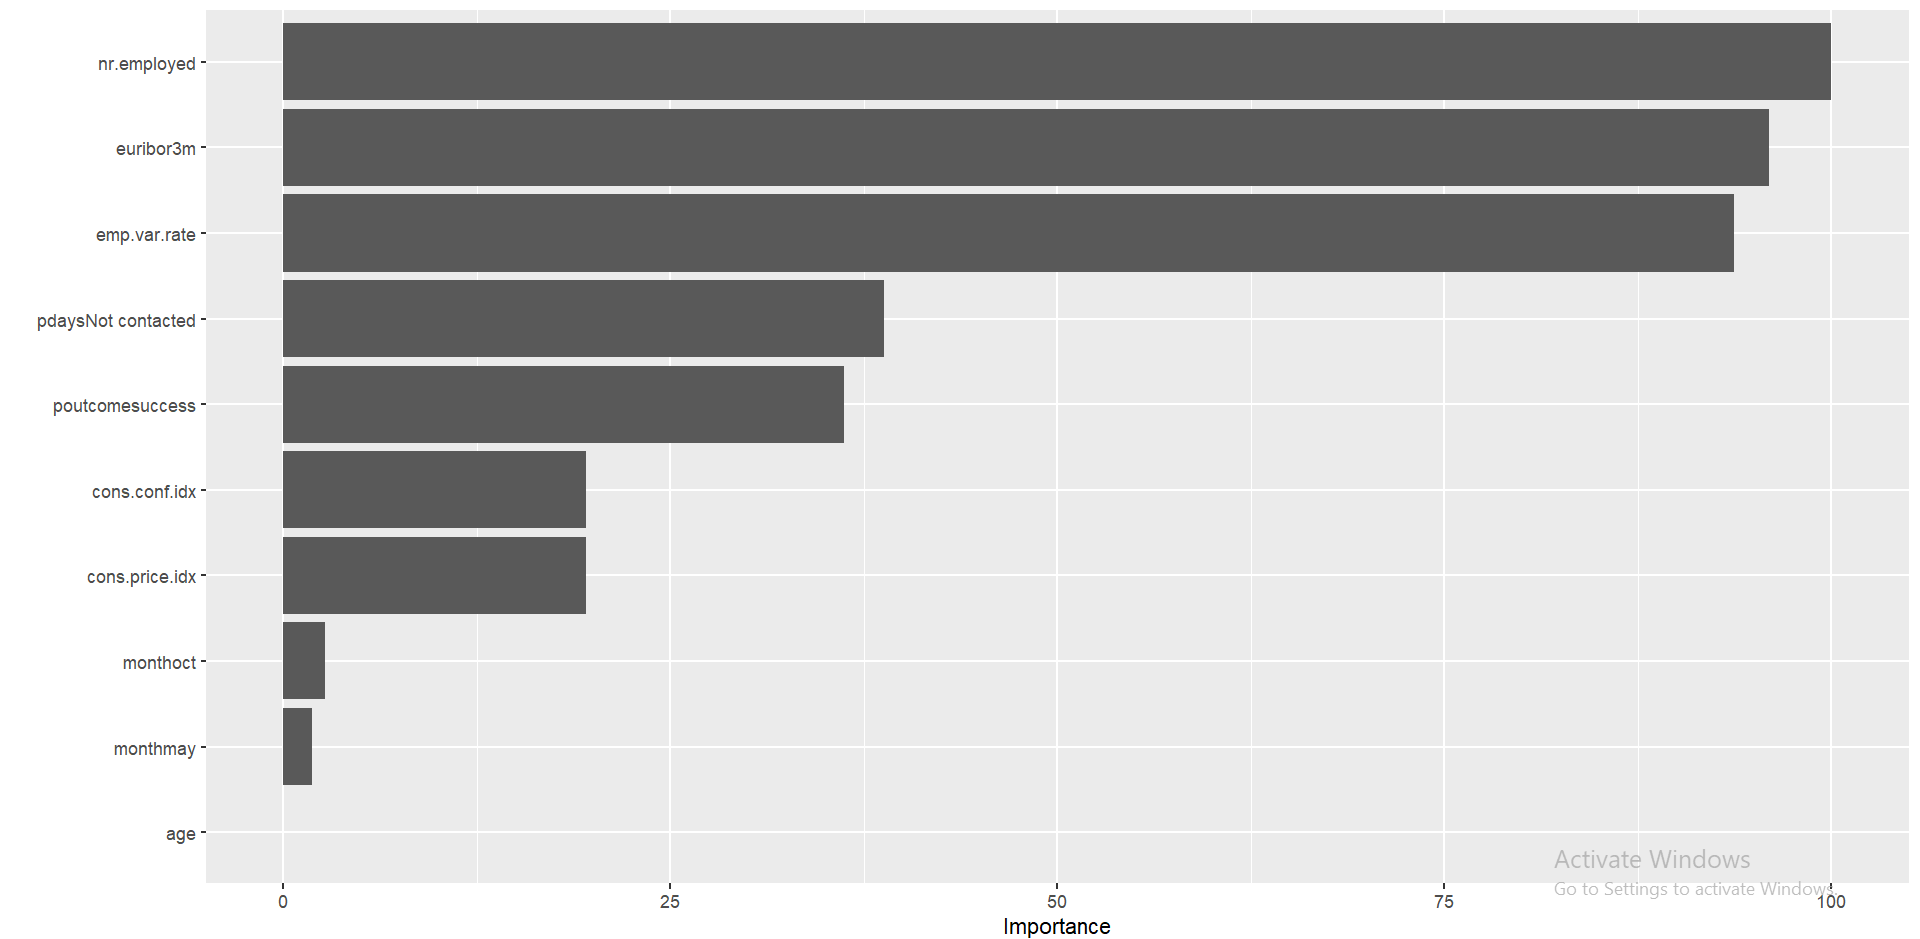 nr.employed
euribor3m
emp.var.rate
pdaysNot contacted
poutcomesuccess
cons.conf.idx
cons.price.idx
monthoct
monthmay
age
Activate Windows
Go to Settings to activate Windows.
0 25 50 75 100
Importance